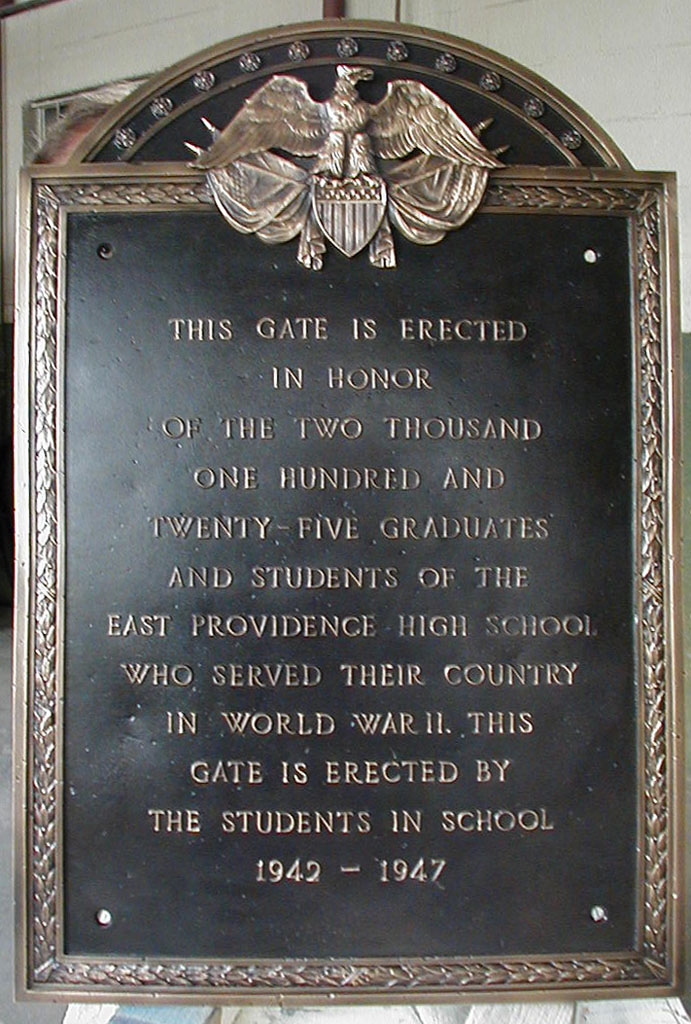 THIS GATE IS ERECTED
IN HONOR
OF THE TWO THOUSAND
ONE HUNDRED AND
TWENTY-FIVE GRADUATES
AND STUDENTS OF THE
EAST PROVIDENCE HIGH SCHOOL
WHO SERVED THEIR COUNTRY
IN WORLD WAR II. THIS
GATE IS ERECTED BY
THE STUDENTS IN SCHOOL
1942 – 1947